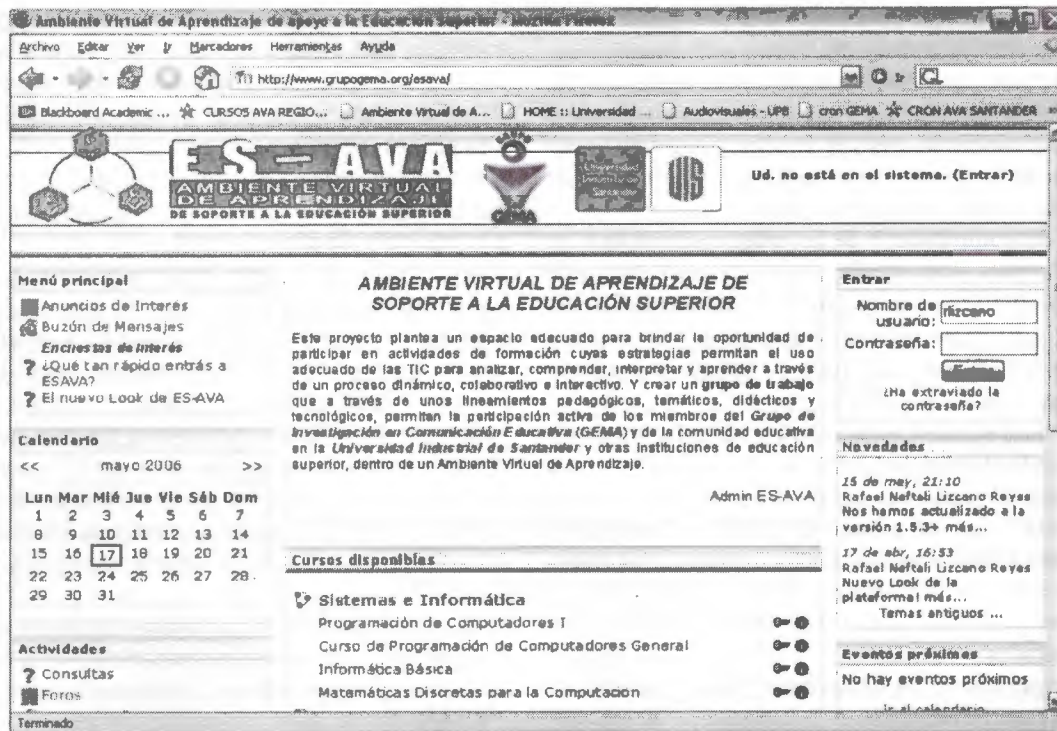 Ambiente Virtual de Aprendizaje de apoyo a la Educación Superior - Mozilla Firefox
Archivo Editar Ver Ir Marcadores Herramientas Ayuda
http://www.grupogema.org/esava/
Blackboard Academic ... CURSOS AVA REGIO... Ambiente Virtual de A... HOME :: Universidad ... Audiovisuales - UPB cron GEMA CRON AVA SANTANDER
ES-AVA
AMBIENTE VIRTUAL
DE APRENDIZAJE
DE SOPORTE A LA EDUCACIÓN SUPERIOR
GEMA
Universidad
Industrial de
Santander
UIS
Ud. no está en el sistema. (Entrar)
Menú principal
Anuncios de Interés
Buzón de Mensajes
Encuestas de interés
¿Qué tan rápido entrás a
ESAVA?
El nuevo Look de ES-AVA
Calendario
<< mayo 2006 >>
Lun Mar Mié Jue Vie Sáb Dom
1 2 3 4 5 6 7
8 9 10 11 12 13 14
15 16 17 18 19 20 21
22 23 24 25 26 27 28
29 30 31
Actividades
Consultas
Foros
AMBIENTE VIRTUAL DE APRENDIZAJE DE
SOPORTE A LA EDUCACIÓN SUPERIOR
Este proyecto plantea un espacio adecuado para brindar la oportunidad de
participar en actividades de formación cuyas estrategias permitan el uso
adecuado de las TIC para analizar, comprender, interpretar y aprender a través
de un proceso dinámico, colaborativo e interactivo. Y crear un grupo de trabajo
que a través de unos lineamientos pedagógicos, temáticos, didácticos y
tecnológicos, permitan la participación activa de los miembros del Grupo de
Investigación en Comunicación Educativa (GEMA) y de la comunidad educativa
en la Universidad Industrial de Santander y otras instituciones de educación
superior, dentro de un Ambiente Virtual de Aprendizaje.
Admin ES-AVA
Cursos disponibles
Sistemas e Informática
Programación de Computadores I
Curso de Programación de Computadores General
Informática Básica
Matemáticas Discretas para la Computación
Entrar
Nombre de
usuario: rlizcano
Contraseña:
Entrar
¿Ha extraviado la
contraseña?
Novedades
15 de may, 21:10
Rafael Neftali Lizcano Reyes
Nos hemos actualizado a la
versión 1.5.3+ más...
17 de abr, 16:53
Rafael Neftali Lizcano Reyes
Nuevo Look de la
plataforma! más...
Temas antiguos ...
Eventos próximos
No hay eventos próximos
Ir al calendario
Terminado